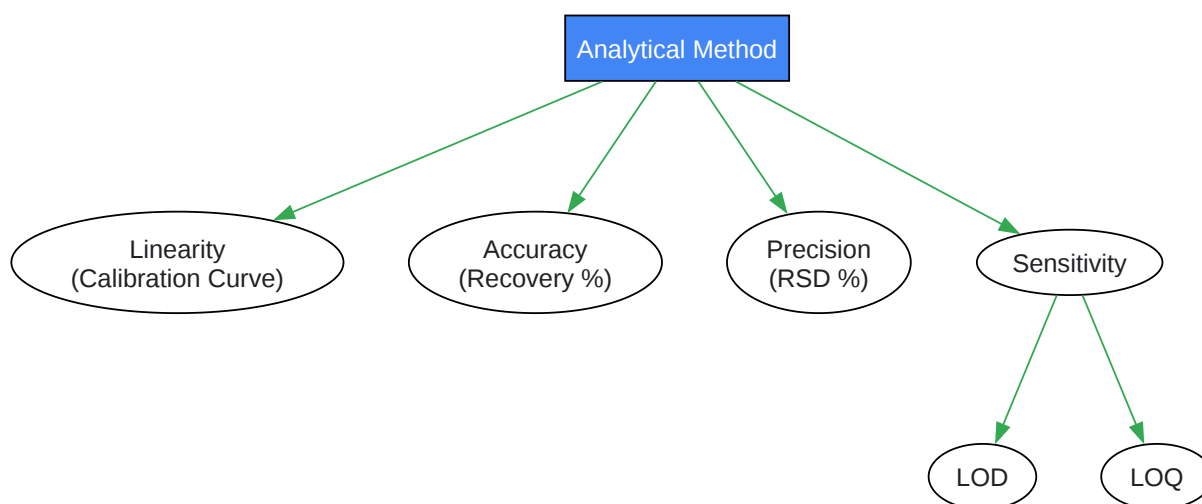 Analytical Method
Linearity
(Calibration Curve)
Accuracy
(Recovery %)
Precision
(RSD %)
Sensitivity
LOD
LOQ